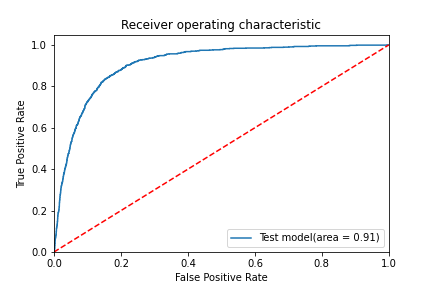 Receiver operating characteristic
1.0
0.8
0.6
0.4
0.2
0.0
True Positive Rate
Test model(area = 0.91)
0.0 0.2 0.4 0.6 0.8 1.0
False Positive Rate